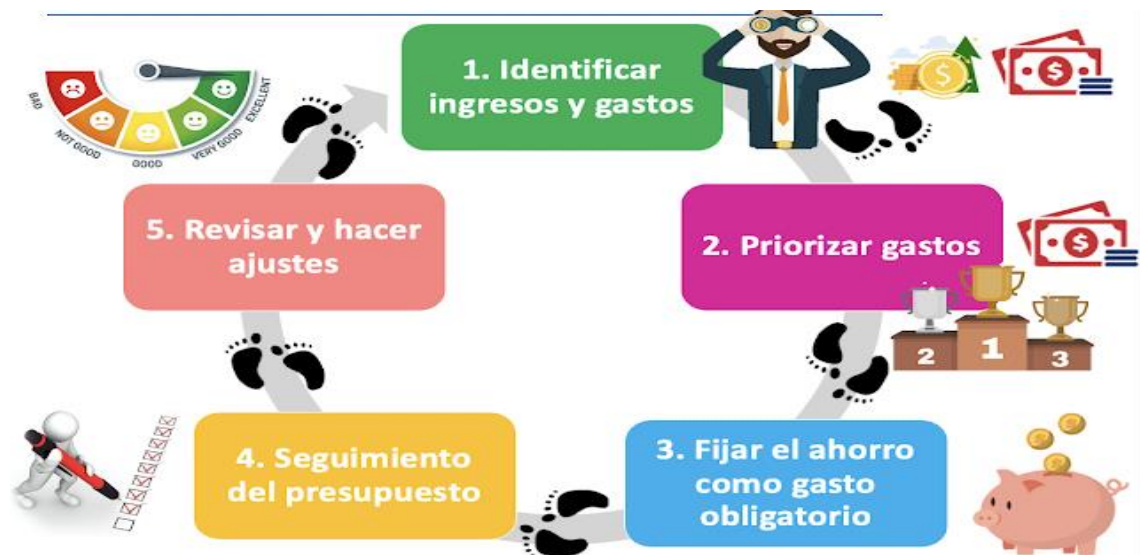 1. Identificar
ingresos y gastos
BAD
NOT GOOD
GOOD
VERY GOOD
EXCELLENT
2. Priorizar gastos
2
1
3
3. Fijar el ahorro
como gasto
obligatorio
4. Seguimiento
del presupuesto
5. Revisar y hacer
ajustes